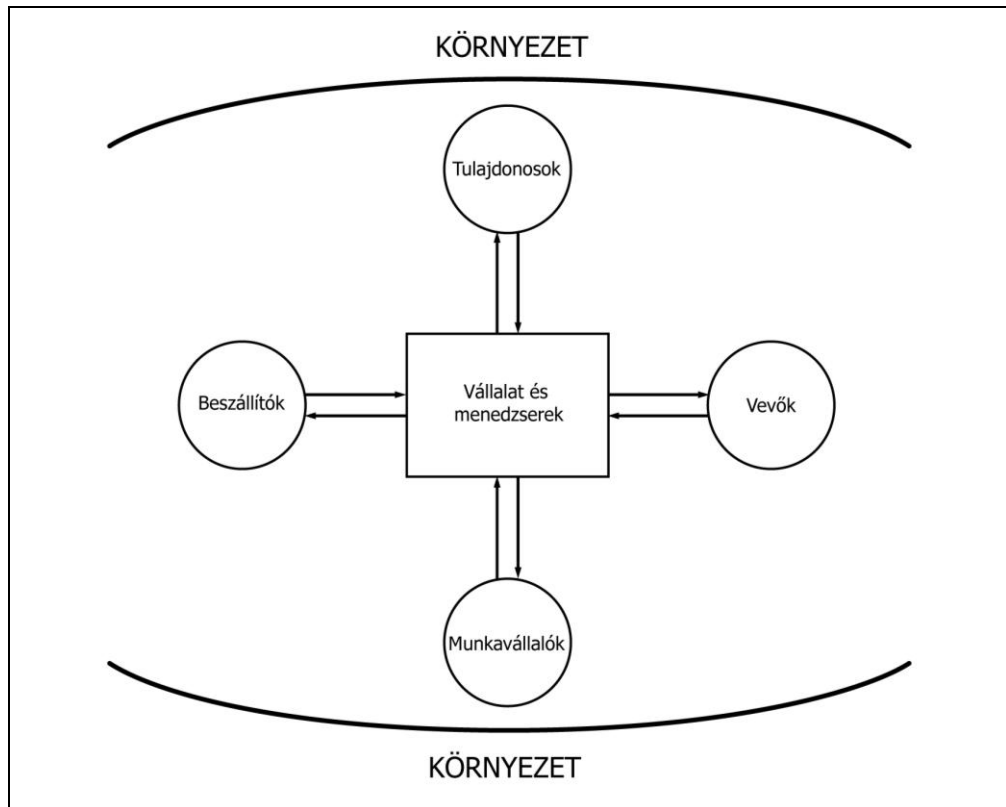 KÖRNYEZET
Tulajdonosok
Beszállítók
Vállalat és
menedzserek
Vevők
Munkavállalók
KÖRNYEZET